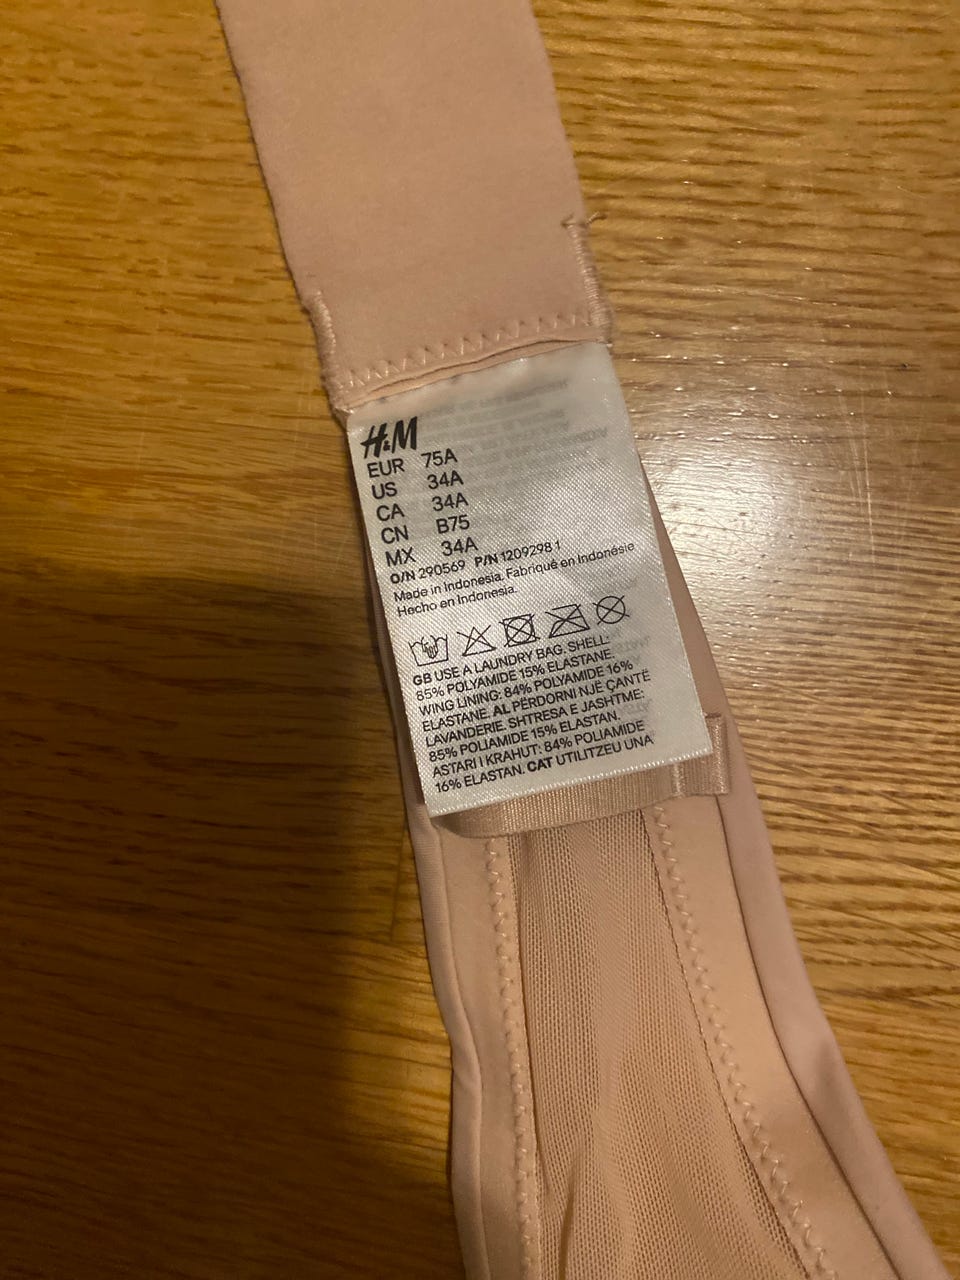 H&M
EUR 75A
US 34A
CA 34A
CN B75
MX 34A
O/N 290569 P/N 1209298 1
Made in Indonesia. Fabriqué en Indonésie
Hecho en Indonesia.
GB USE A LAUNDRY BAG. SHELL:
85% POLYAMIDE 15% ELASTANE.
WING LINING: 84% POLYAMIDE 16%
ELASTANE. AL PËRDORNI NJË ÇANTË
LAVANDERIE. SHTRESA E JASHTME:
85% POLIAMIDE 15% ELASTAN.
ASTARI I KRAHUT: 84% POLIAMIDE
16% ELASTAN. CAT UTILITZEU UNA